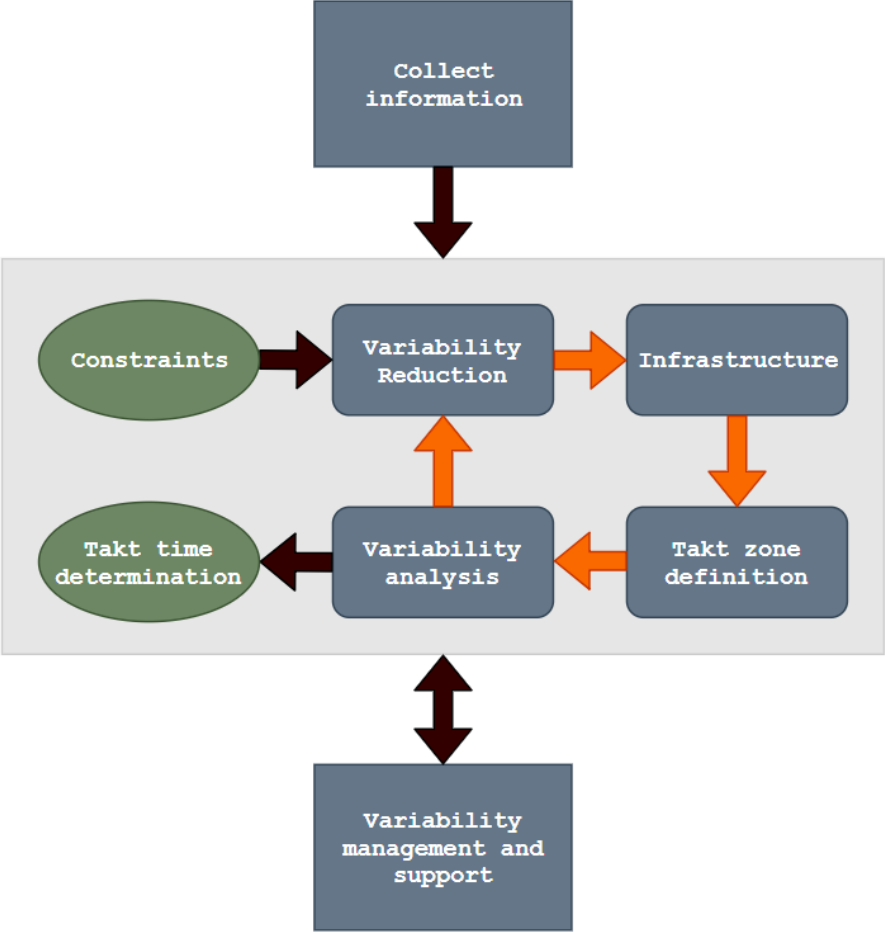 Collect
information
Constraints
Variability
Reduction
Infrastructure
Takt time
determination
Variability
analysis
Takt zone
definition
Variability
management and
support